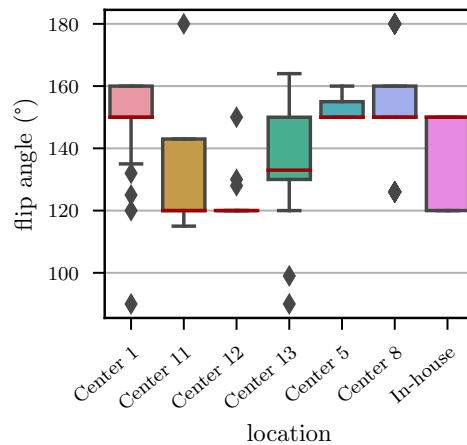 180
160
140
120
100
flip angle (°)
Center 1
Center 11
Center 12
Center 13
Center 5
Center 8
In-house
location